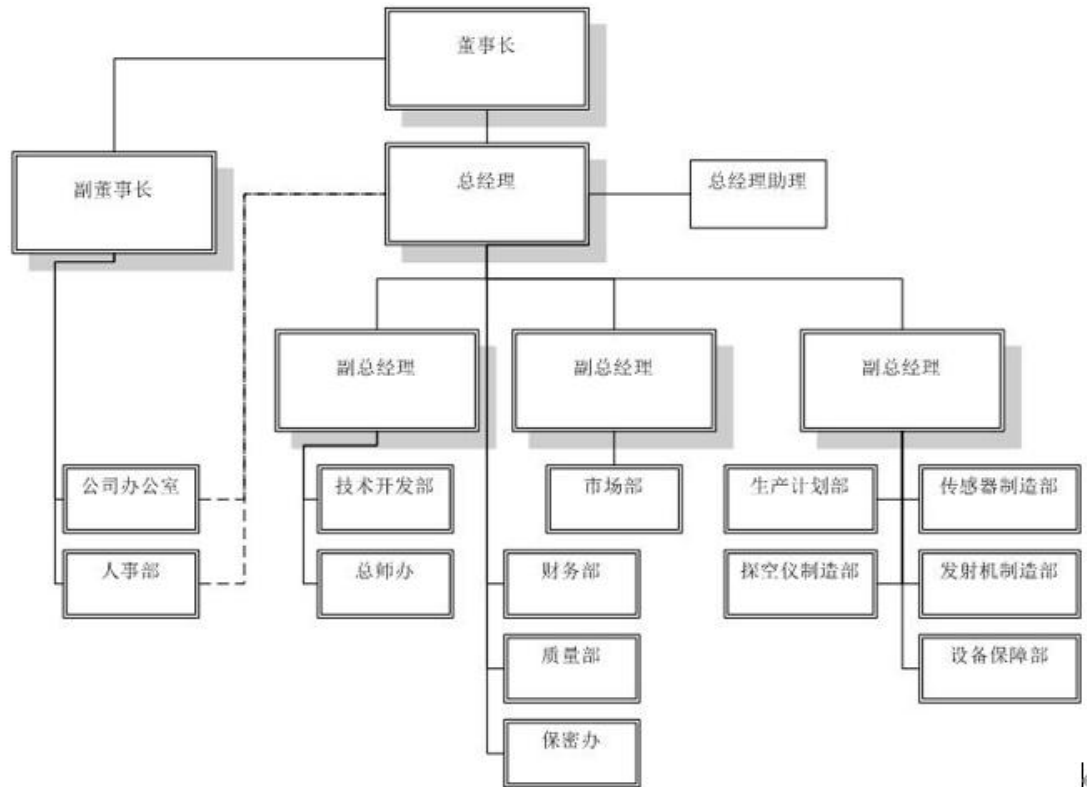 董事长
副董事长
总经理
总经理助理
副总经理
副总经理
副总经理
公司办公室
技术开发部
市场部
生产计划部
传感器制造部
人事部
总师办
财务部
探空仪制造部
发射机制造部
质量部
设备保障部
保密办